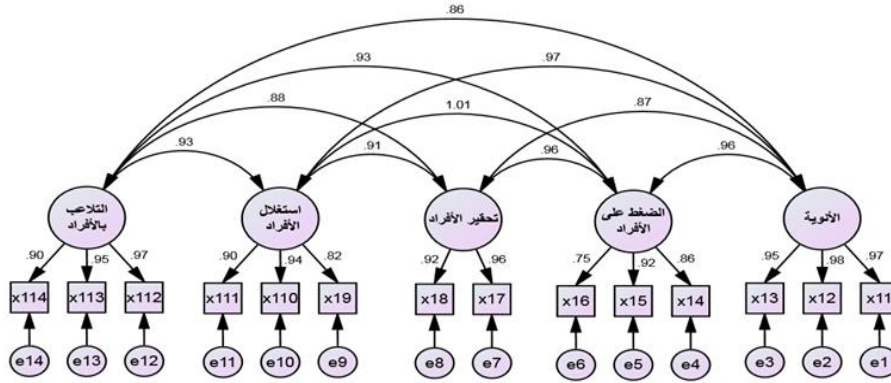 .86
.93
.97
.88
1.01
.87
.93
.91
.96
.96
التلاعب
بالأفراد
استغلال
الأفراد
تحقير الأفراد
الضغط على
الأفراد
الأنوية
.90
.95
.97
.90
.94
.82
.92
.96
.75
.92
.86
.95
.98
.97
x114
x113
x112
x111
x110
x19
x18
x17
x16
x15
x14
x13
x12
x11
e14
e13
e12
e11
e10
e9
e8
e7
e6
e5
e4
e3
e2
e1